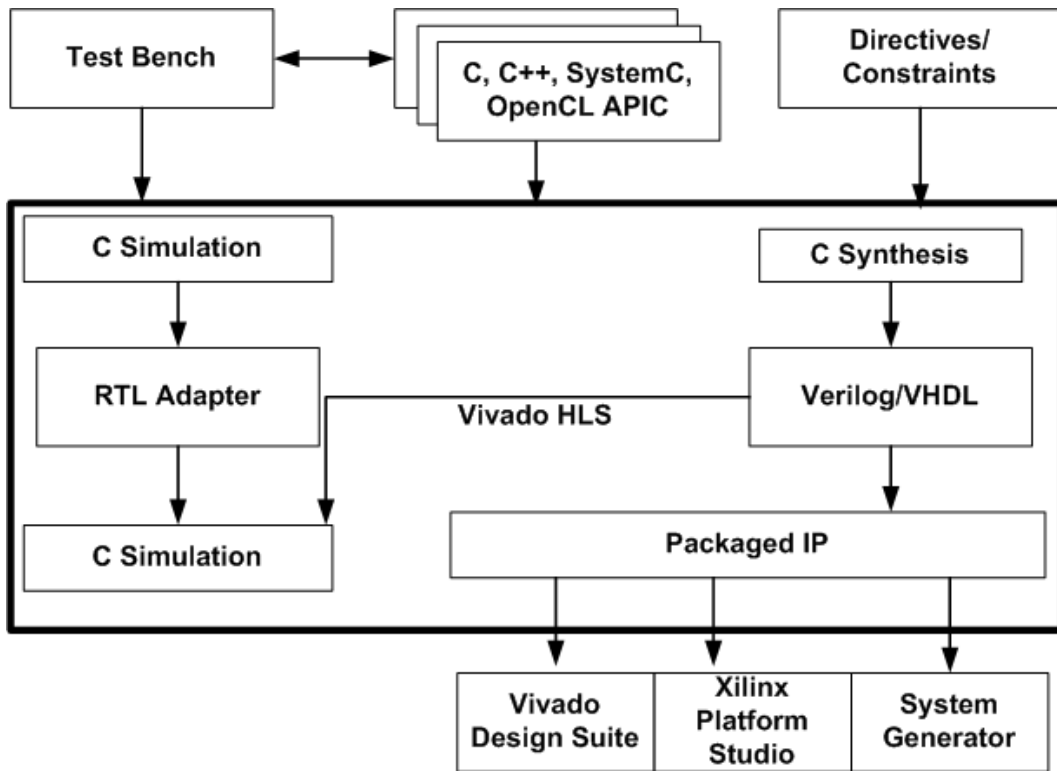 Test Bench
C, C++, SystemC,
OpenCL APIC
Directives/
Constraints
C Simulation
C Synthesis
RTL Adapter
Vivado HLS
Verilog/VHDL
C Simulation
Packaged IP
Vivado
Design Suite
Xilinx
Platform
Studio
System
Generator